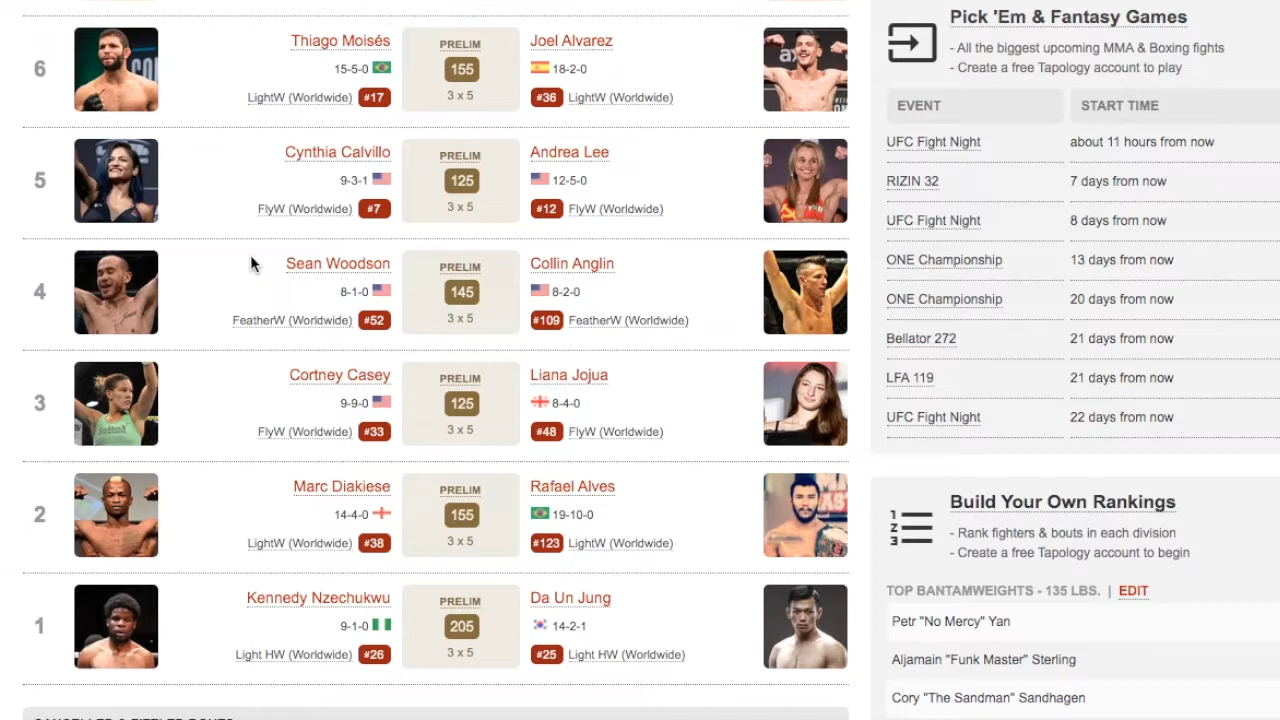 6
Thiago Moisés
15-5-0
LightW (Worldwide) #17
PRELIM
155
3 x 5
Joel Alvarez
18-2-0
#36 LightW (Worldwide)
5
Cynthia Calvillo
9-3-1
FlyW (Worldwide) #7
PRELIM
125
3 x 5
Andrea Lee
12-5-0
#12 FlyW (Worldwide)
4
Sean Woodson
8-1-0
FeatherW (Worldwide) #52
PRELIM
145
3 x 5
Collin Anglin
8-2-0
#109 FeatherW (Worldwide)
3
Cortney Casey
9-9-0
FlyW (Worldwide) #33
PRELIM
125
3 x 5
Liana Jojua
8-4-0
#48 FlyW (Worldwide)
2
Marc Diakiese
14-4-0
LightW (Worldwide) #38
PRELIM
155
3 x 5
Rafael Alves
19-10-0
#123 LightW (Worldwide)
1
Kennedy Nzechukwu
9-1-0
Light HW (Worldwide) #26
PRELIM
205
3 x 5
Da Un Jung
14-2-1
#25 Light HW (Worldwide)
Pick 'Em & Fantasy Games
- All the biggest upcoming MMA & Boxing fights
- Create a free Tapology account to play
EVENT START TIME
UFC Fight Night about 11 hours from now
RIZIN 32 7 days from now
UFC Fight Night 8 days from now
ONE Championship 13 days from now
ONE Championship 20 days from now
Bellator 272 21 days from now
LFA 119 21 days from now
UFC Fight Night 22 days from now
Build Your Own Rankings
- Rank fighters & bouts in each division
- Create a free Tapology account to begin
TOP BANTAMWEIGHTS - 135 LBS. | EDIT
Petr "No Mercy" Yan
Aljamain "Funk Master" Sterling
Cory "The Sandman" Sandhagen